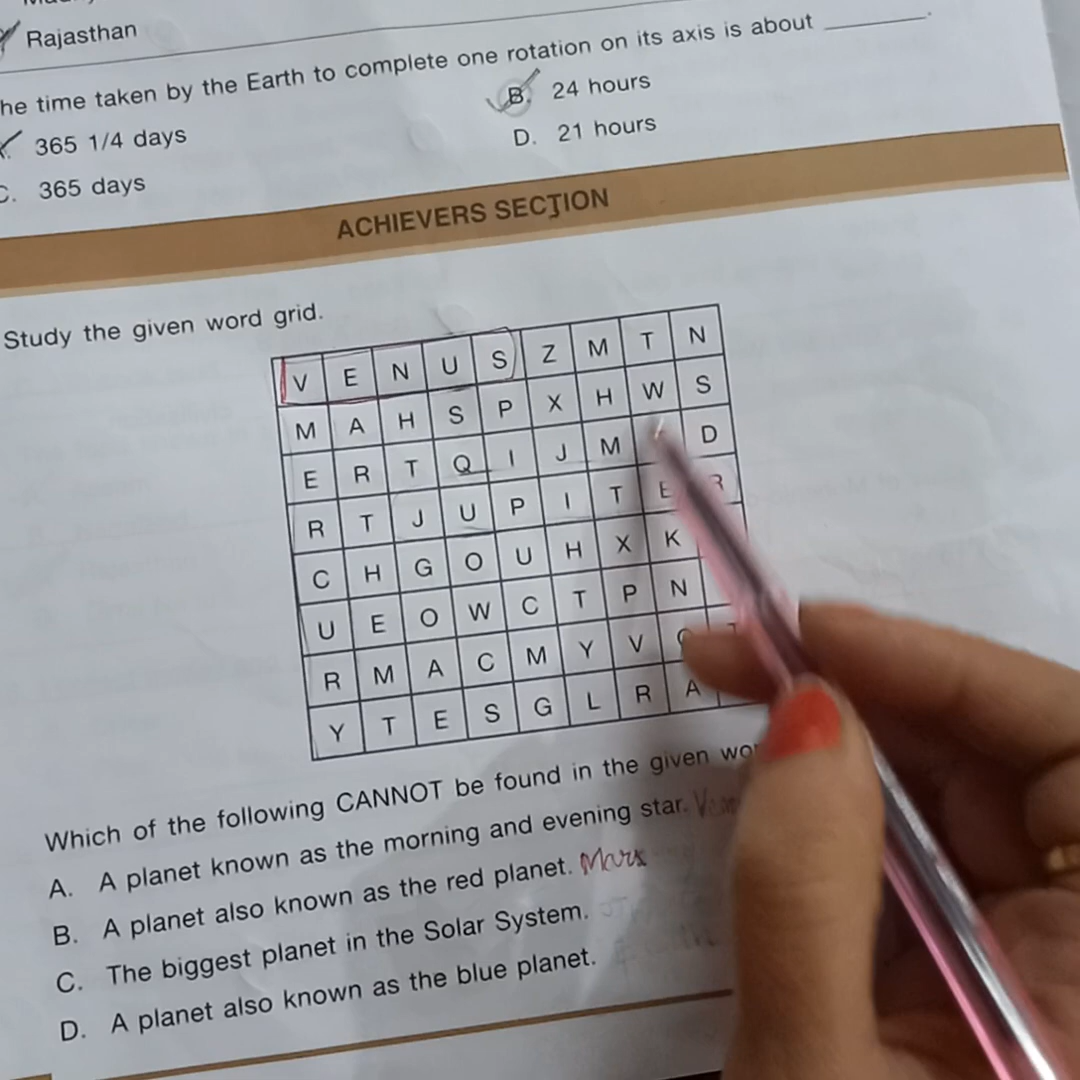 Rajasthan
he time taken by the Earth to complete one rotation on its axis is about ________.
365 1/4 days
B. 24 hours
C. 365 days
D. 21 hours
ACHIEVERS SECTION
Study the given word grid.
V E N U S Z M T N
M A H S P X H W S
E R T Q I J M D
R T J U P I T E R
C H G O U H X K
U E O W C T P N
R M A C M Y V
Y T E S G L R A
Which of the following CANNOT be found in the given
A. A planet known as the morning and evening star.
B. A planet also known as the red planet. Mars
C. The biggest planet in the Solar System.
D. A planet also known as the blue planet.